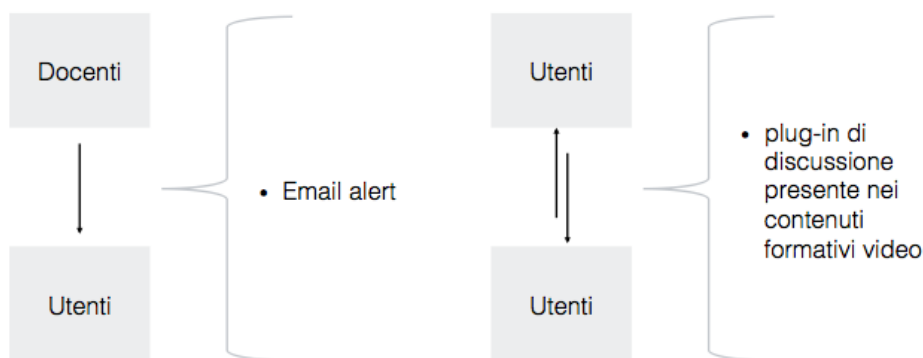 Docenti
Utenti
• Email alert
Utenti
Utenti
• plug-in di
discussione
presente nei
contenuti
formativi video